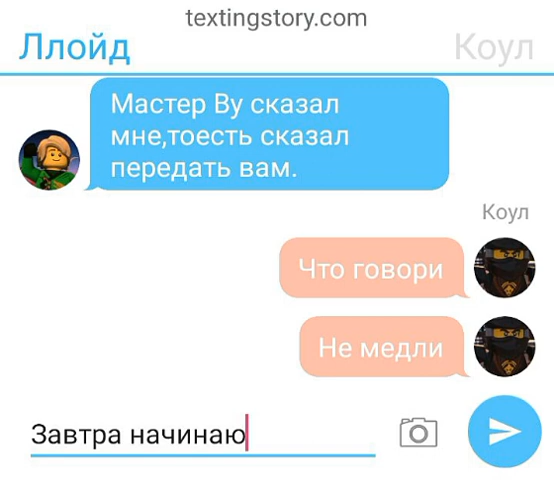 textingstory.com
Ллойд
Коул
Мастер Ву сказал
мне,тоесть сказал
передать вам.
Коул
Что говори
Не медли
Завтра начинаю